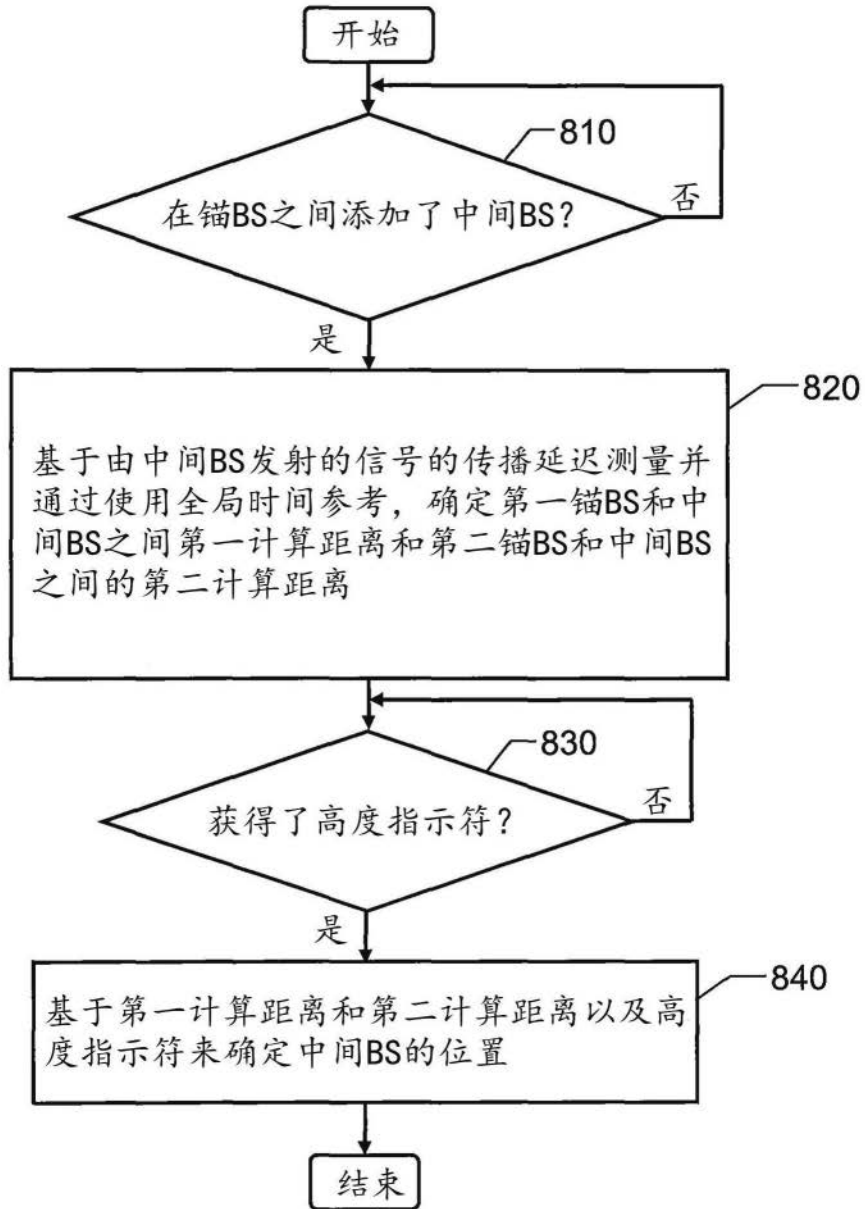 开始
810
在锚BS之间添加了中间BS？
否
是
820
基于由中间BS发射的信号的传播延迟测量并
通过使用全局时间参考，确定第一锚BS和中
间BS之间第一计算距离和第二锚BS和中间BS
之间的第二计算距离
830
获得了高度指示符？
否
是
840
基于第一计算距离和第二计算距离以及高
度指示符来确定中间BS的位置
结束